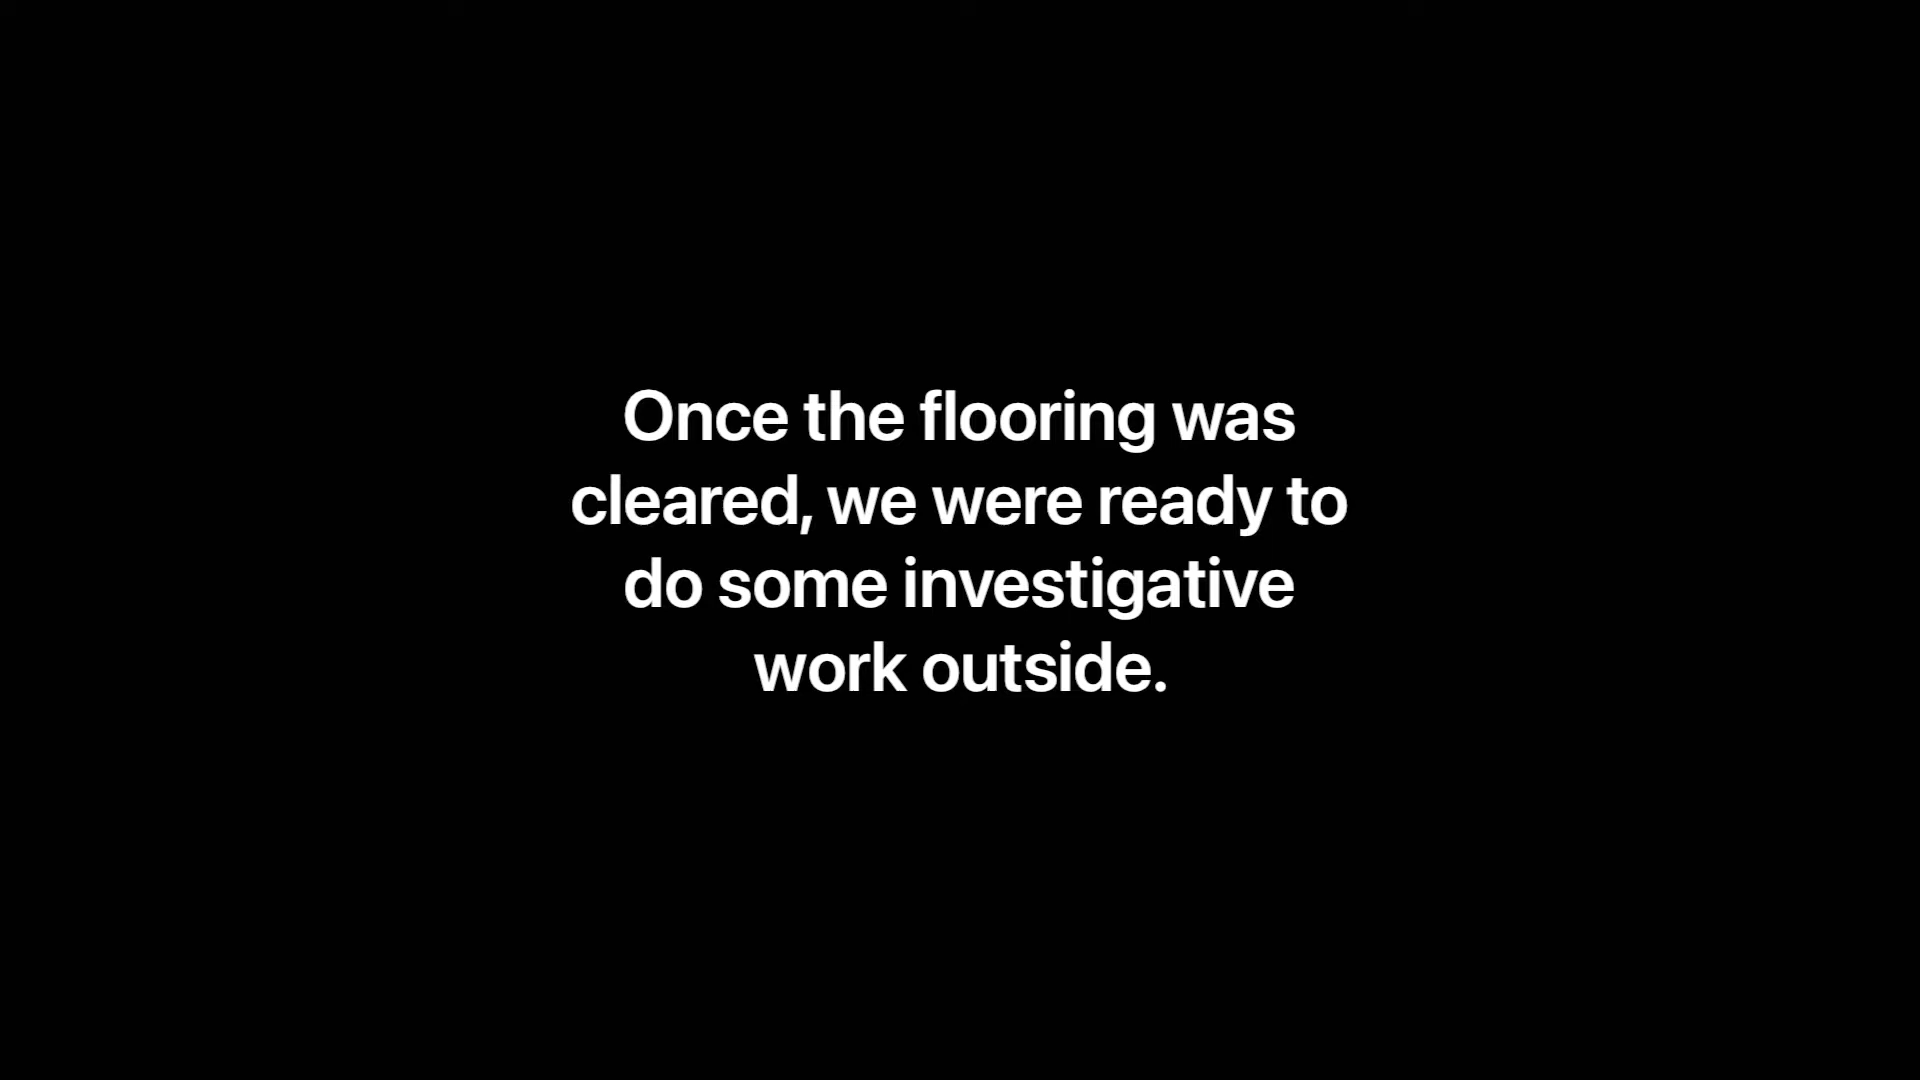 Once the flooring was
cleared, we were ready to
do some investigative
work outside.